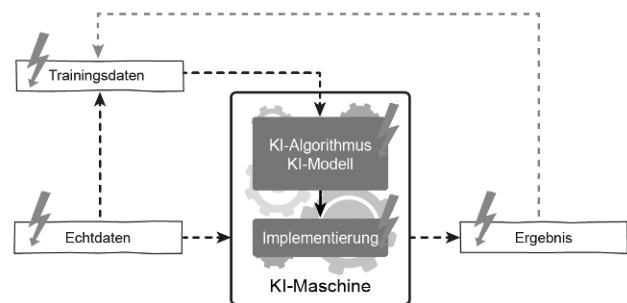 Trainingsdaten
KI-Algorithmus
KI-Modell
Echtdaten
Implementierung
Ergebnis
KI-Maschine